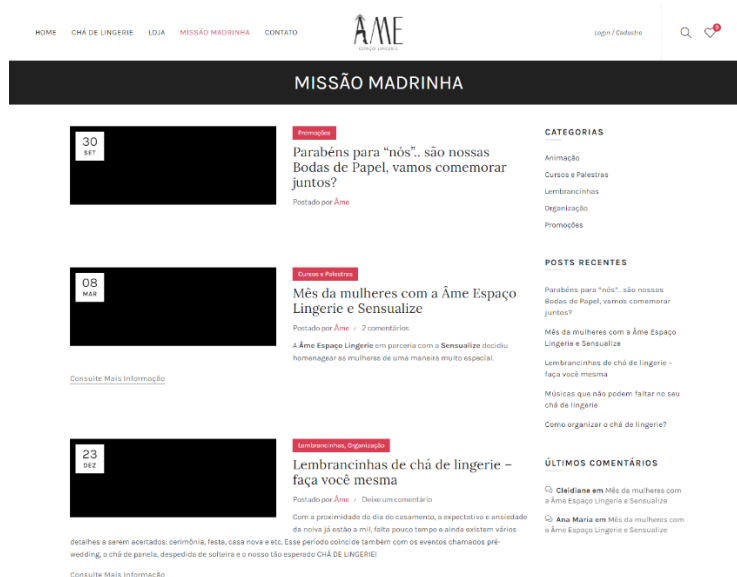 HOME CHÁ DE LINGERIE LOJA MISSÃO MADRINHA CONTATO
ÂME
ESPAÇO LINGERIE
Login / Cadastro
0
MISSÃO MADRINHA
30
SET
Promoções
Parabéns para “nós”.. são nossas
Bodas de Papel, vamos comemorar
juntos?
Postado por Âme
08
MAR
Cursos e Palestras
Mês da mulheres com a Âme Espaço
Lingerie e Sensualize
Postado por Âme / 2 comentários
A Âme Espaço Lingerie em parceria com a Sensualize decidiu
homenagear as mulheres de uma maneira muito especial.
Consulte Mais Informação
23
DEZ
Lembrancinhas, Organização
Lembrancinhas de chá de lingerie –
faça você mesma
Postado por Âme / Deixe um comentário
Com a proximidade do dia do casamento, a expectativa e ansiedade
da noiva já estão a mil, falta pouco tempo e ainda existem vários
detalhes a serem acertados: cerimônia, festa, casa nova e etc. Esse período coincide também com os eventos chamados pré-
wedding, o chá de panela, despedida de solteira e o nosso tão esperado CHÁ DE LINGERIE!
Consulte Mais Informação
CATEGORIAS
Animação
Cursos e Palestras
Lembrancinhas
Organização
Promoções
POSTS RECENTES
Parabéns para “nós”.. são nossas
Bodas de Papel, vamos comemorar
juntos?
Mês da mulheres com a Âme Espaço
Lingerie e Sensualize
Lembrancinhas de chá de lingerie –
faça você mesma
Músicas que não podem faltar no seu
chá de lingerie
Como organizar o chá de lingerie?
ÚLTIMOS COMENTÁRIOS
Cleidiane em Mês da mulheres com
a Âme Espaço Lingerie e Sensualize
Ana Maria em Mês da mulheres com
a Âme Espaço Lingerie e Sensualize